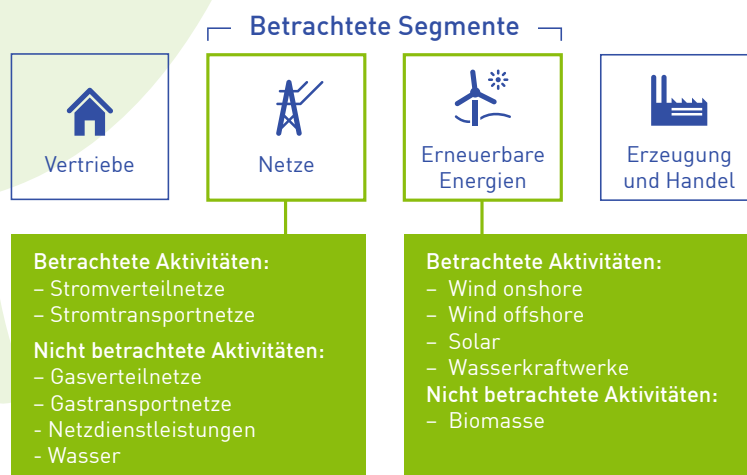 Betrachtete Segmente
Vertriebe
Netze
Erneuerbare
Energien
Erzeugung
und Handel
Betrachtete Aktivitäten:
– Stromverteilnetze
– Stromtransportnetze
Nicht betrachtete Aktivitäten:
– Gasverteilnetze
– Gastransportnetze
- Netzdienstleistungen
- Wasser
Betrachtete Aktivitäten:
– Wind onshore
– Wind offshore
– Solar
– Wasserkraftwerke
Nicht betrachtete Aktivitäten:
– Biomasse